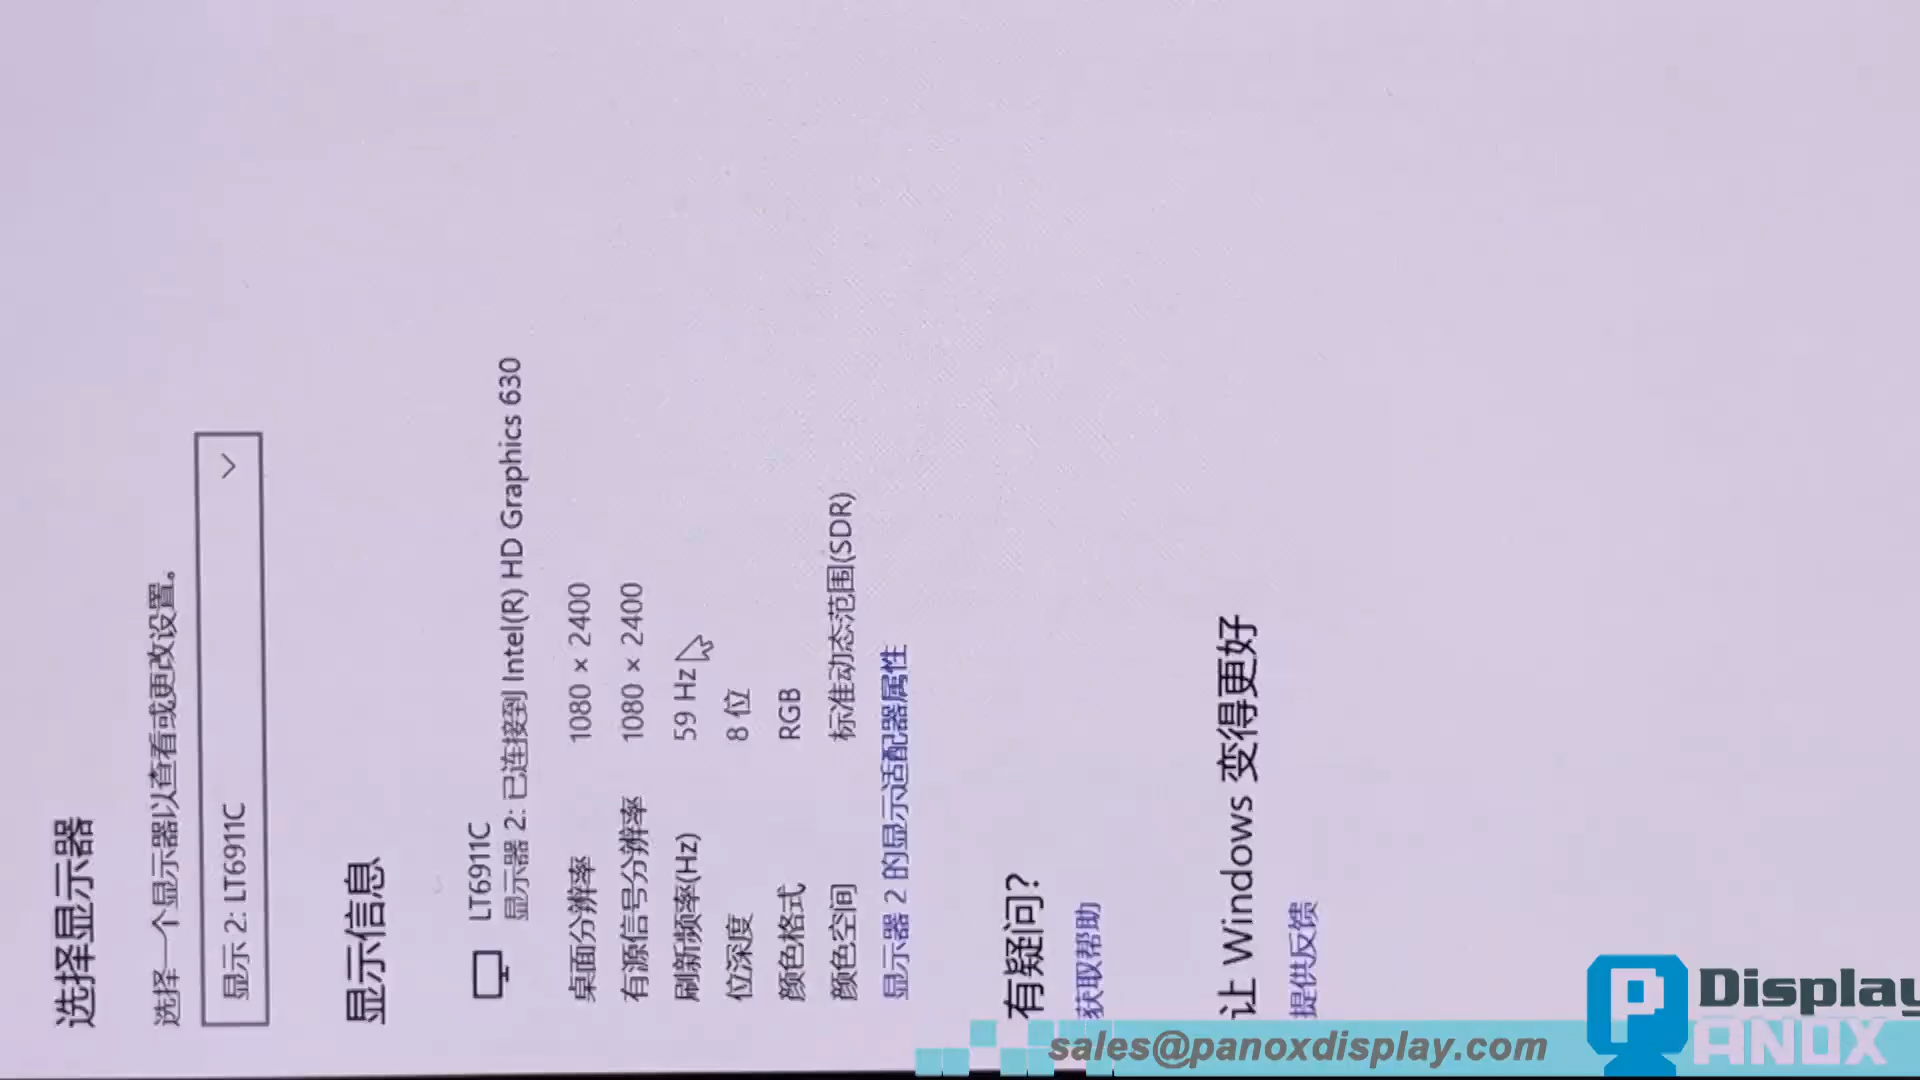 选择显示器
选择一个显示器以查看或更改设置。
显示 2: LT6911C
显示信息
LT6911C
显示器 2: 已连接到 Intel(R) HD Graphics 630
桌面分辨率 1080 × 2400
有源信号分辨率 1080 × 2400
刷新频率(Hz) 59 Hz
位深度 8 位
颜色格式 RGB
颜色空间 标准动态范围(SDR)
显示器 2 的显示适配器属性
有疑问?
获取帮助
让 Windows 变得更好
提供反馈
sales@panoxdisplay.com
P
Display
ANOX